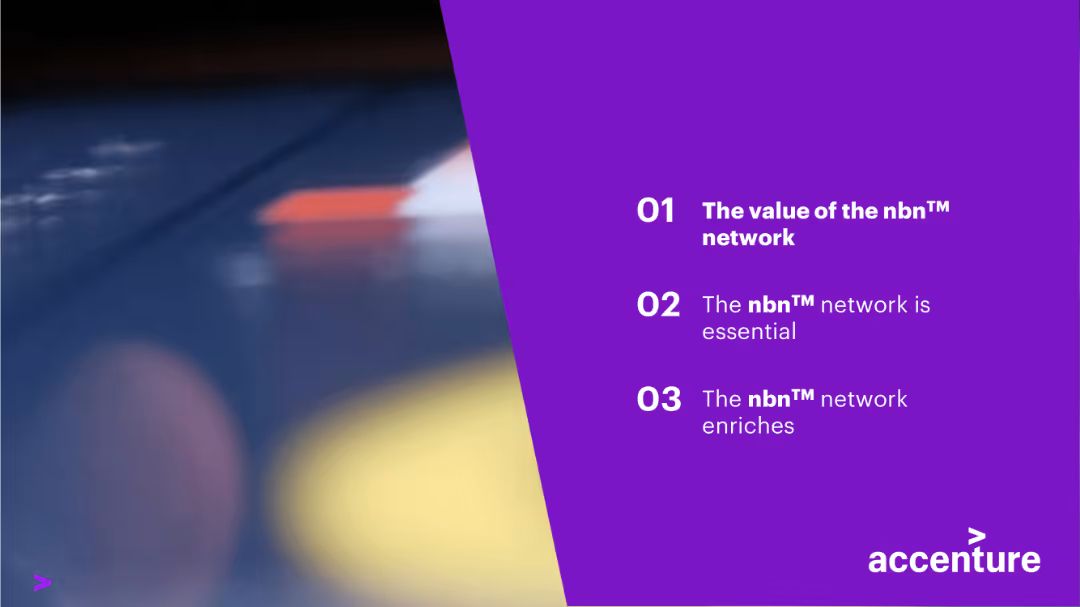 01 The value of the nbn™
network
02 The nbn™ network is
essential
03 The nbn™ network
enriches
>
accenture
>